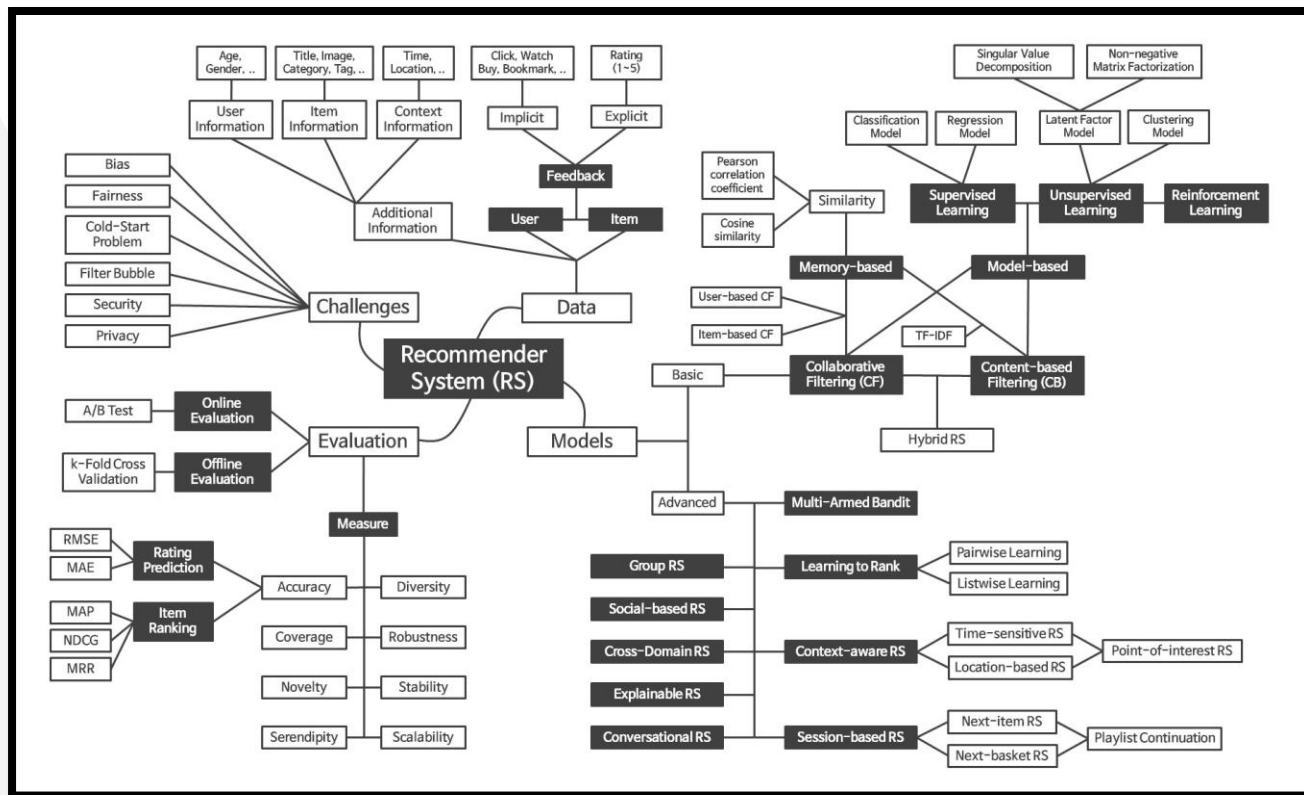 Age,
Gender, ..
Title, Image,
Category, Tag, ..
Time,
Location, ..
Click, Watch
Buy, Bookmark, ..
Rating
(1~5)
User
Information
Item
Information
Context
Information
Implicit
Explicit
Feedback
User
Item
Additional
Information
Data
Bias
Fairness
Cold-Start
Problem
Filter Bubble
Security
Privacy
Challenges
Recommender
System (RS)
Singular Value
Decomposition
Non-negative
Matrix Factorization
Classification
Model
Regression
Model
Latent Factor
Model
Clustering
Model
Supervised
Learning
Unsupervised
Learning
Reinforcement
Learning
Pearson
correlation
coefficient
Cosine
similarity
Similarity
Memory-based
Model-based
User-based CF
Item-based CF
TF-IDF
Basic
Collaborative
Filtering (CF)
Content-based
Filtering (CB)
Hybrid RS
Models
A/B Test
Online
Evaluation
k-Fold Cross
Validation
Offline
Evaluation
Evaluation
Measure
RMSE
MAE
Rating
Prediction
MAP
NDCG
MRR
Item
Ranking
Accuracy
Diversity
Coverage
Robustness
Novelty
Stability
Serendipity
Scalability
Advanced
Multi-Armed Bandit
Group RS
Learning to Rank
Pairwise Learning
Listwise Learning
Social-based RS
Cross-Domain RS
Context-aware RS
Time-sensitive RS
Location-based RS
Point-of-interest RS
Explainable RS
Conversational RS
Session-based RS
Next-item RS
Next-basket RS
Playlist Continuation